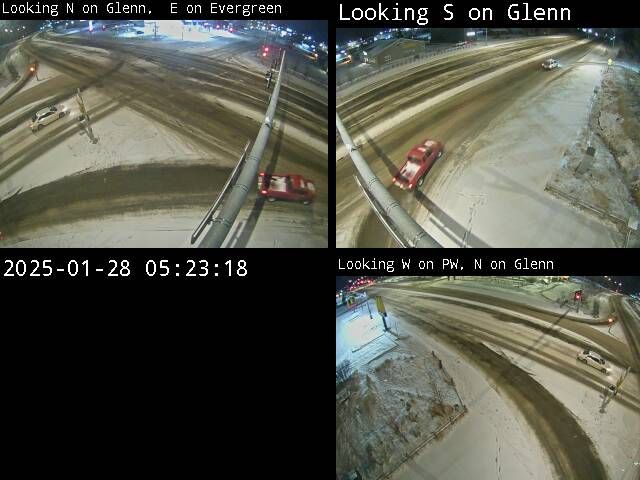 Looking N on Glenn, E on Evergreen
Looking S on Glenn
2025-01-28 05:23:18
Looking W on PW, N on Glenn